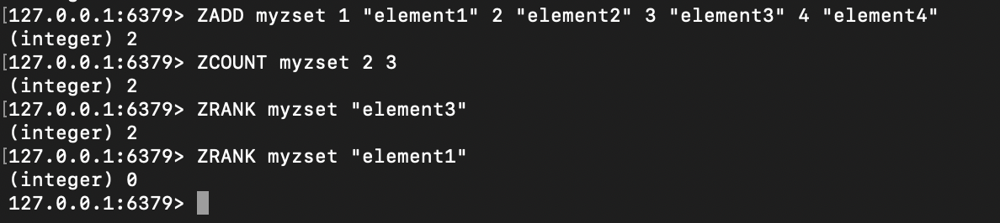 [127.0.0.1:6379> ZADD myzset 1 "element1" 2 "element2" 3 "element3" 4 "element4"
(integer) 2
[127.0.0.1:6379> ZCOUNT myzset 2 3
(integer) 2
[127.0.0.1:6379> ZRANK myzset "element3"
(integer) 2
[127.0.0.1:6379> ZRANK myzset "element1"
(integer) 0
127.0.0.1:6379>